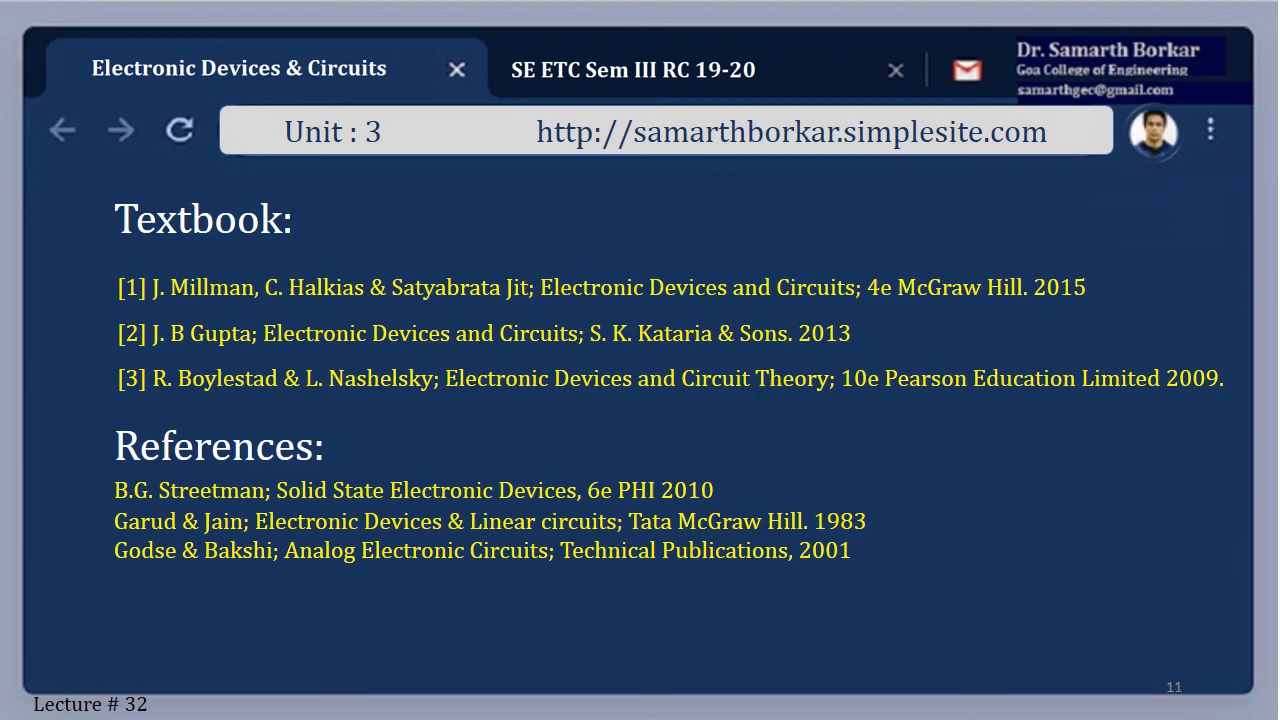 Electronic Devices & Circuits
SE ETC Sem III RC 19-20
Dr. Samarth Borkar
Goa College of Engineering
samarthgec@gmail.com
Unit : 3 http://samarthborkar.simplesite.com
Textbook:
[1] J. Millman, C. Halkias & Satyabrata Jit; Electronic Devices and Circuits; 4e McGraw Hill. 2015
[2] J. B Gupta; Electronic Devices and Circuits; S. K. Kataria & Sons. 2013
[3] R. Boylestad & L. Nashelsky; Electronic Devices and Circuit Theory; 10e Pearson Education Limited 2009.
References:
B.G. Streetman; Solid State Electronic Devices, 6e PHI 2010
Garud & Jain; Electronic Devices & Linear circuits; Tata McGraw Hill. 1983
Godse & Bakshi; Analog Electronic Circuits; Technical Publications, 2001
11
Lecture # 32